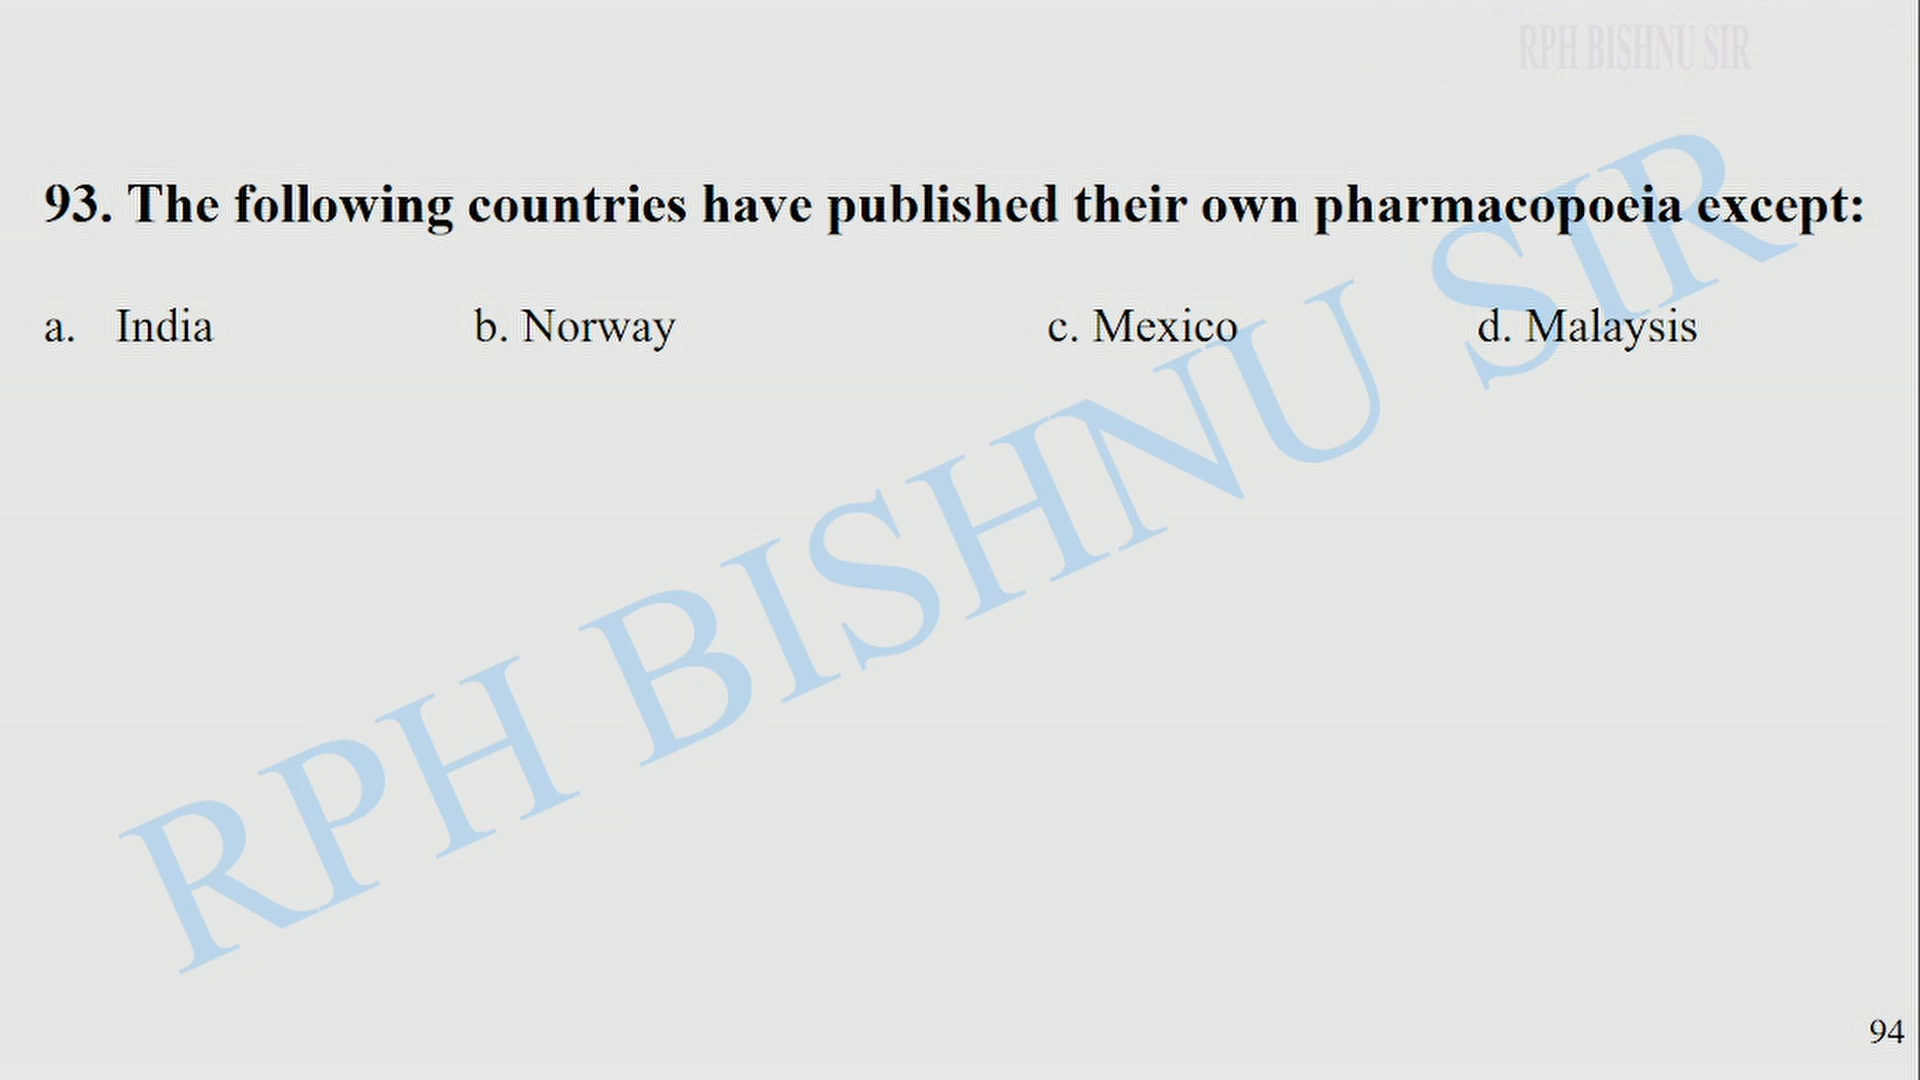 RPH BISHNU SIR
93. The following countries have published their own pharmacopoeia except:
a. India b. Norway c. Mexico d. Malaysis
RPH BISHNU SIR
94